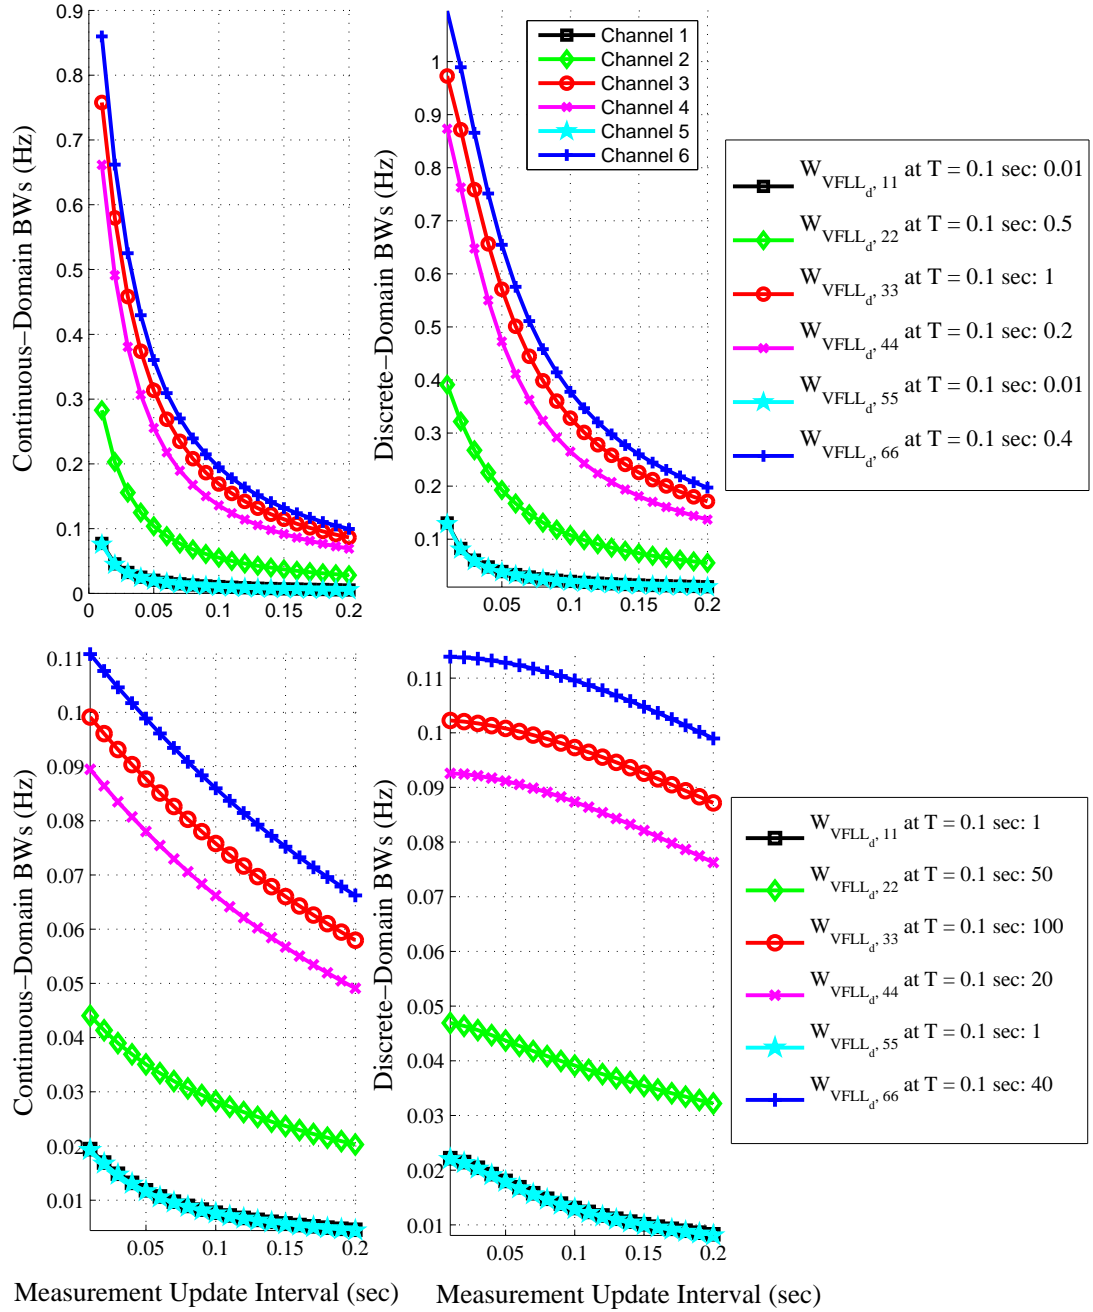 0.9
0.8
0.7
0.6
0.5
0.4
0.3
0.2
0.1
0
0
0.05
0.1
0.15
0.2
Continuous−Domain BWs (Hz)
1
0.9
0.8
0.7
0.6
0.5
0.4
0.3
0.2
0.1
0.05
0.1
0.15
0.2
Discrete−Domain BWs (Hz)
Channel 1
Channel 2
Channel 3
Channel 4
Channel 5
Channel 6
W_VFLL_d, 11 at T = 0.1 sec: 0.01
W_VFLL_d, 22 at T = 0.1 sec: 0.5
W_VFLL_d, 33 at T = 0.1 sec: 1
W_VFLL_d, 44 at T = 0.1 sec: 0.2
W_VFLL_d, 55 at T = 0.1 sec: 0.01
W_VFLL_d, 66 at T = 0.1 sec: 0.4
0.11
0.1
0.09
0.08
0.07
0.06
0.05
0.04
0.03
0.02
0.01
0.05
0.1
0.15
0.2
Continuous−Domain BWs (Hz)
Measurement Update Interval (sec)
0.11
0.1
0.09
0.08
0.07
0.06
0.05
0.04
0.03
0.02
0.01
0.05
0.1
0.15
0.2
Discrete−Domain BWs (Hz)
Measurement Update Interval (sec)
W_VFLL_d, 11 at T = 0.1 sec: 1
W_VFLL_d, 22 at T = 0.1 sec: 50
W_VFLL_d, 33 at T = 0.1 sec: 100
W_VFLL_d, 44 at T = 0.1 sec: 20
W_VFLL_d, 55 at T = 0.1 sec: 1
W_VFLL_d, 66 at T = 0.1 sec: 40